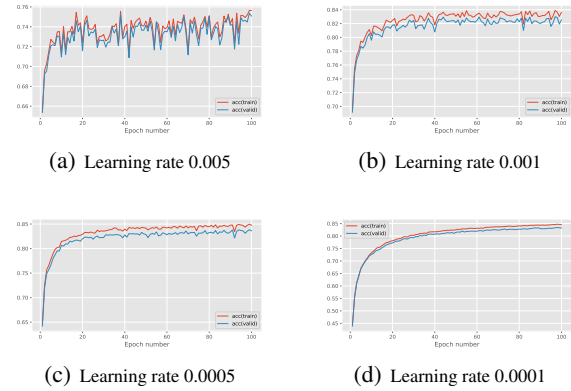 0.76
0.74
0.72
0.70
0.68
0.66
0 20 40 60 80 100
Epoch number
acc(train)
acc(valid)
(a) Learning rate 0.005
0.84
0.82
0.80
0.78
0.76
0.74
0.72
0.70
0 20 40 60 80 100
Epoch number
acc(train)
acc(valid)
(b) Learning rate 0.001
0.85
0.80
0.75
0.70
0.65
0 20 40 60 80 100
Epoch number
acc(train)
acc(valid)
(c) Learning rate 0.0005
0.85
0.80
0.75
0.70
0.65
0.60
0.55
0.50
0.45
0 20 40 60 80 100
Epoch number
acc(train)
acc(valid)
(d) Learning rate 0.0001